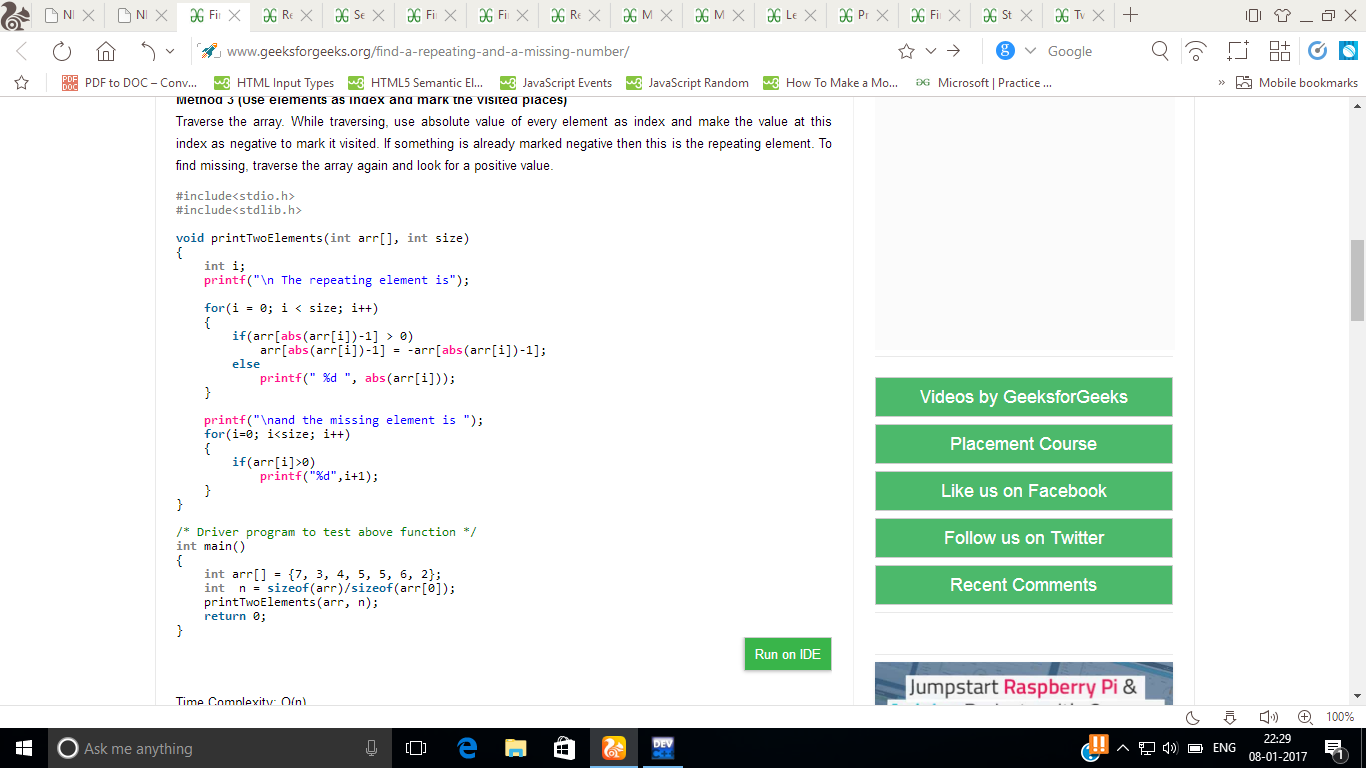 NI
NI
Fir
Re
Se
Fi
Fi
Re
M
M
Le
Pr
Fi
St
Tv
www.geeksforgeeks.org/find-a-repeating-and-a-missing-number/
g
Google
PDF to DOC – Conv...
HTML Input Types
HTML5 Semantic El...
JavaScript Events
JavaScript Random
How To Make a Mo...
Microsoft | Practice ...
»
Mobile bookmarks
Method 3 (Use elements as Index and mark the visited places)
Traverse the array. While traversing, use absolute value of every element as index and make the value at this
index as negative to mark it visited. If something is already marked negative then this is the repeating element. To
find missing, traverse the array again and look for a positive value.
#include<stdio.h>
#include<stdlib.h>
void printTwoElements(int arr[], int size)
{
int i;
printf("\n The repeating element is");
for(i = 0; i < size; i++)
{
if(arr[abs(arr[i])-1] > 0)
arr[abs(arr[i])-1] = -arr[abs(arr[i])-1];
else
printf(" %d ", abs(arr[i]));
}
printf("\nand the missing element is ");
for(i=0; i<size; i++)
{
if(arr[i]>0)
printf("%d",i+1);
}
}
/* Driver program to test above function */
int main()
{
int arr[] = {7, 3, 4, 5, 5, 6, 2};
int  n = sizeof(arr)/sizeof(arr[0]);
printTwoElements(arr, n);
return 0;
}
Run on IDE
Time Complexity: O(n)
Videos by GeeksforGeeks
Placement Course
Like us on Facebook
Follow us on Twitter
Recent Comments
Jumpstart Raspberry Pi &
100%
Ask me anything
DEV
ENG
22:29
08-01-2017
1